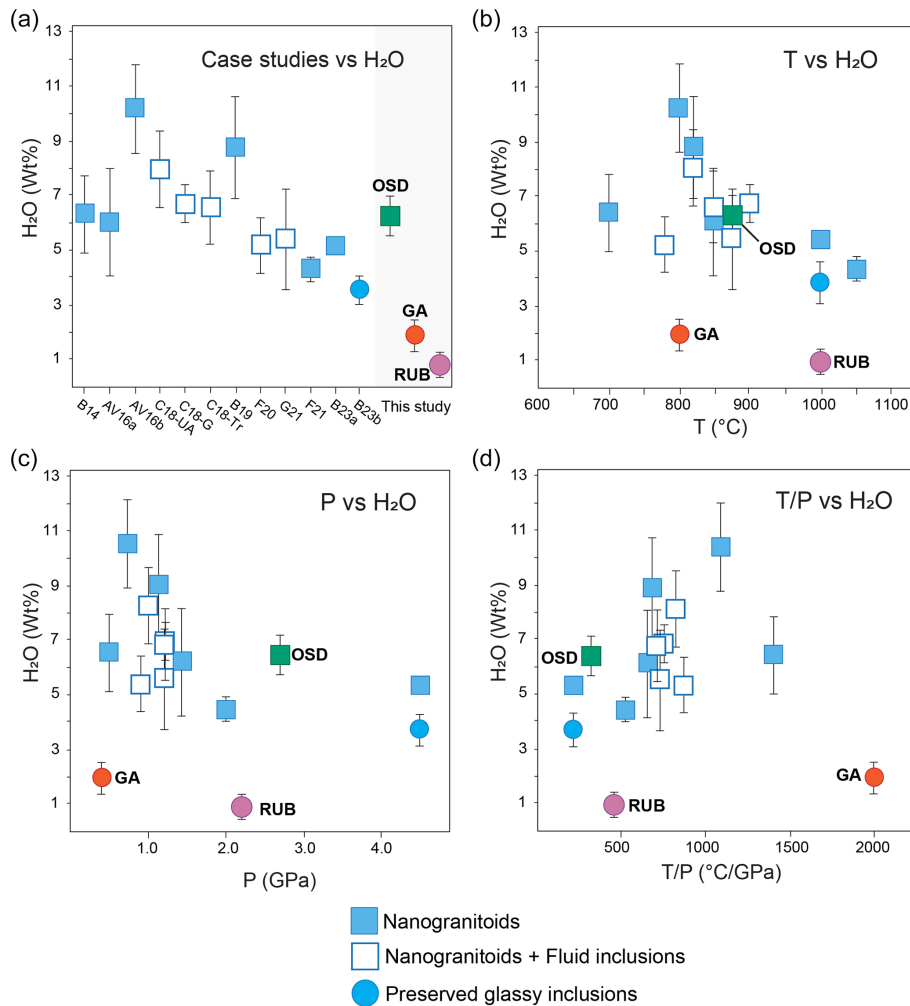 (a)
Case studies vs H₂O
H₂O (Wt%)
13
11
9
7
5
3
1
OSD
GA
RUB
B14
AV16a
AV16b
C18-UA
C18-G
C18-Tr
B19
F20
G21
F21
B23a
B23b
This study
(b)
T vs H₂O
H₂O (Wt%)
13
11
9
7
5
3
1
OSD
GA
RUB
600 700 800 900 1000 1100
T (°C)
(c)
P vs H₂O
H₂O (Wt%)
13
11
9
7
5
3
1
OSD
GA
RUB
1.0 2.0 3.0 4.0
P (GPa)
(d)
T/P vs H₂O
H₂O (Wt%)
13
11
9
7
5
3
1
OSD
GA
RUB
500 1000 1500 2000
T/P (°C/GPa)
Nanogranitoids
Nanogranitoids + Fluid inclusions
Preserved glassy inclusions